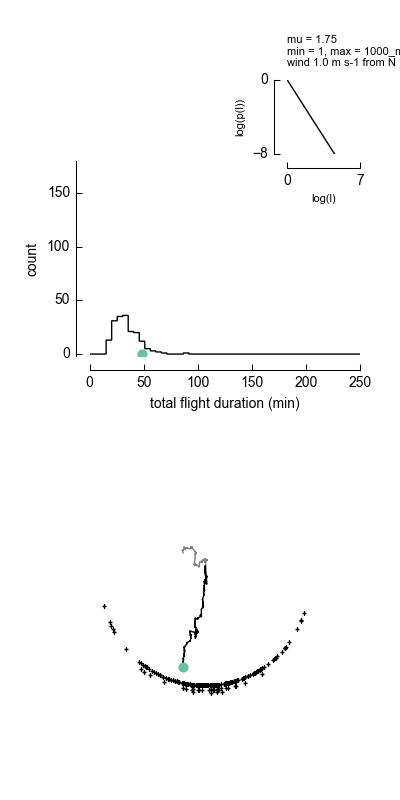 mu = 1.75
min = 1, max = 1000_m
wind 1.0 m s-1 from N
0
log(p(l))
−8
0 7
log(l)
150
100
count
50
0
0 50 100 150 200 250
total flight duration (min)